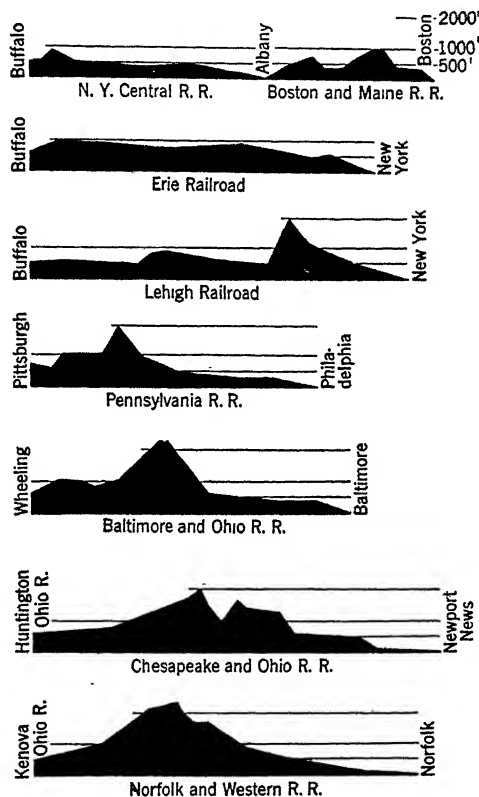 Buffalo
Albany
Boston
2000'
1000'
500'
N. Y. Central R. R.
Boston and Maine R. R.
Buffalo
New
York
Erie Railroad
Buffalo
New York
Lehigh Railroad
Pittsburgh
Phila-
delphia
Pennsylvania R. R.
Wheeling
Baltimore
Baltimore and Ohio R. R.
Huntington
Ohio R.
Newport
News
Chesapeake and Ohio R. R.
Kenova
Ohio R.
Norfolk
Norfolk and Western R. R.